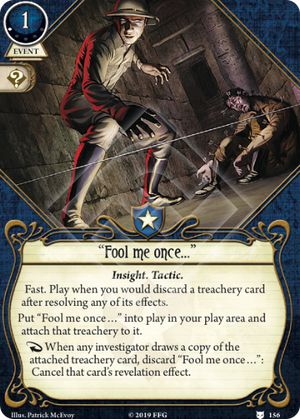 1
EVENT
?
“Fool me once...”
Insight. Tactic.
Fast. Play when you would discard a treachery card
after resolving any of its effects.
Put “Fool me once...” into play in your play area and
attach that treachery to it.
When any investigator draws a copy of the
attached treachery card, discard “Fool me once...”:
Cancel that card's revelation effect.
Illus. Patrick McEvoy © 2019 FFG 156